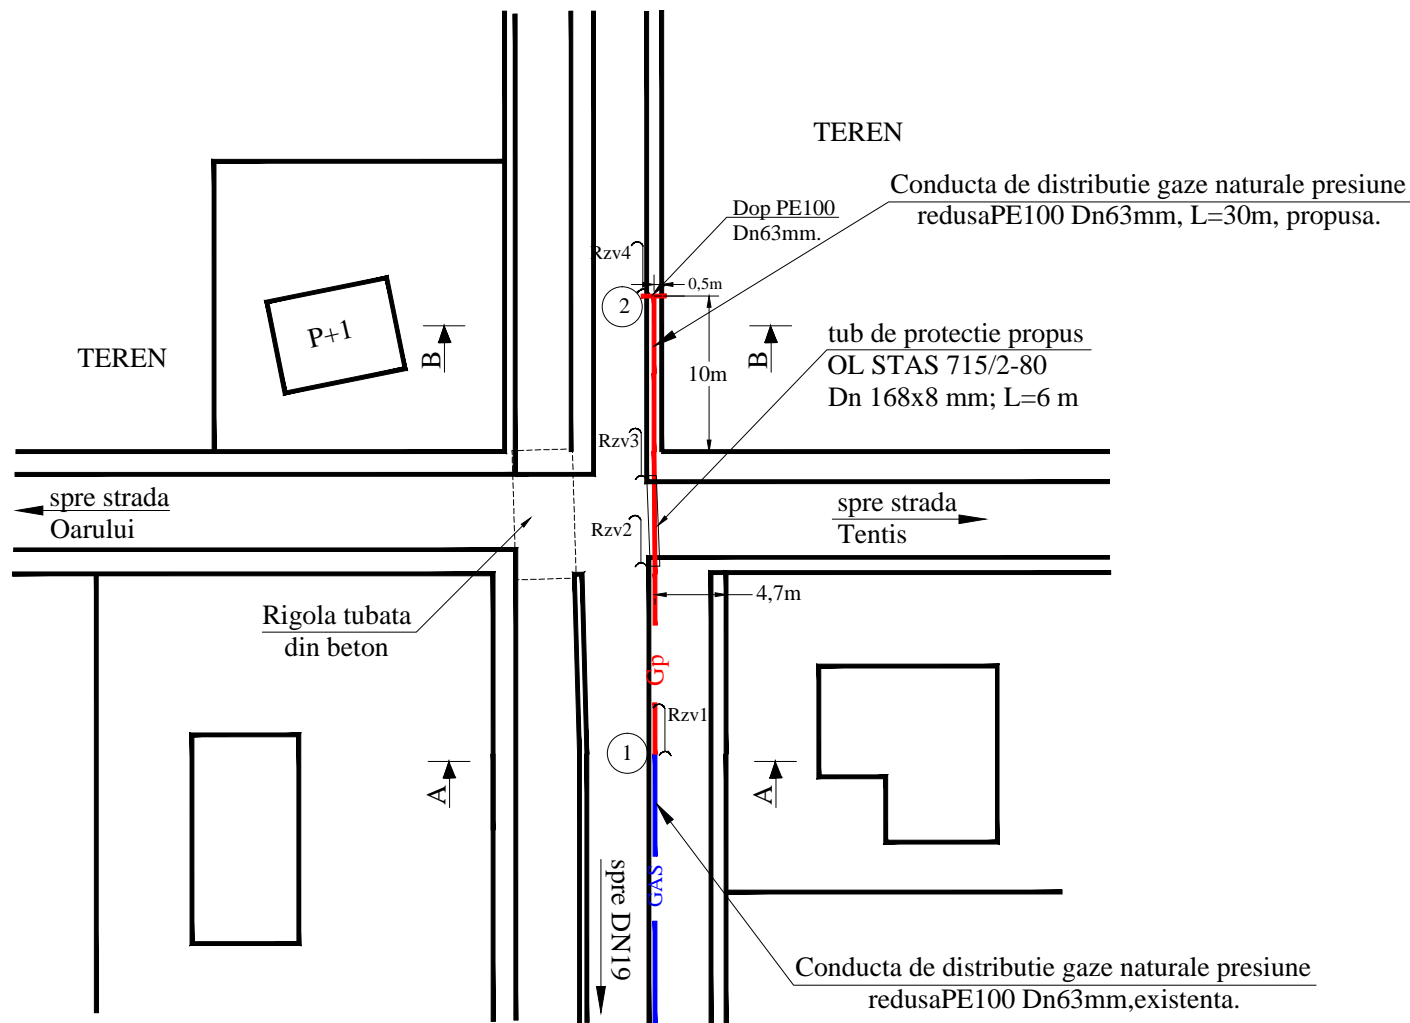 TEREN
Conducta de distributie gaze naturale presiune
redusaPE100 Dn63mm, L=30m, propusa.
Dop PE100
Dn63mm.
Rzv4
0,5m
2
P+1
B
B
TEREN
tub de protectie propus
OL STAS 715/2-80
Dn 168x8 mm; L=6 m
10m
Rzv3
spre strada
Oarului
Rzv2
spre strada
Tentis
4,7m
Rigola tubata
din beton
Gp
Rzv1
1
A
A
GAS
spre DN19
Conducta de distributie gaze naturale presiune
redusaPE100 Dn63mm,existenta.